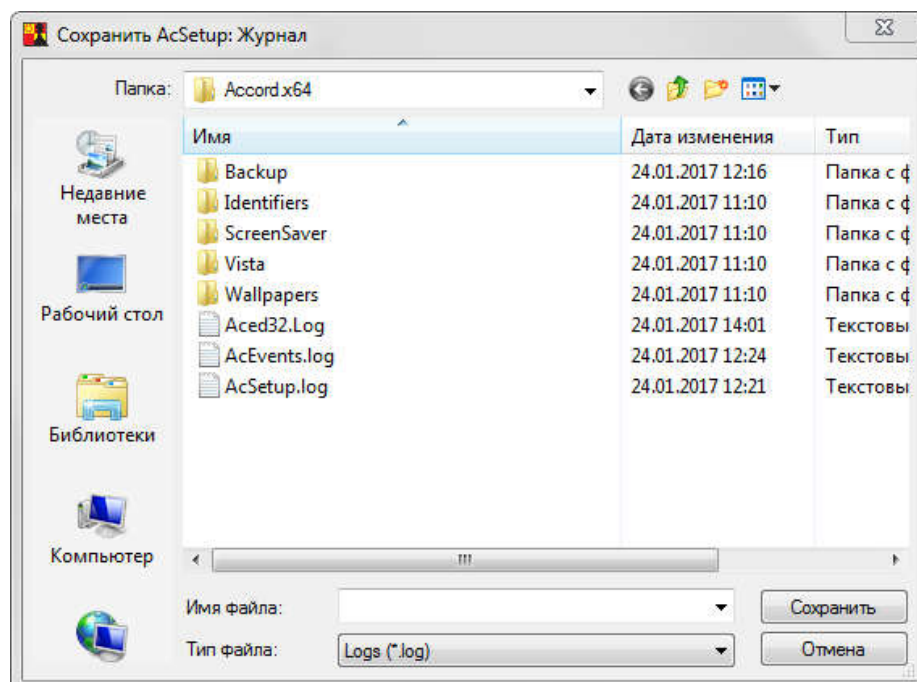 Сохранить AcSetup: Журнал
Папка: Accord.x64
Имя Дата изменения Тип
Backup 24.01.2017 12:16 Папка с ф
Identifiers 24.01.2017 11:10 Папка с ф
ScreenSaver 24.01.2017 11:10 Папка с ф
Vista 24.01.2017 11:10 Папка с ф
Wallpapers 24.01.2017 11:10 Папка с ф
Aced32.Log 24.01.2017 14:01 Текстовы
AcEvents.log 24.01.2017 12:24 Текстовы
AcSetup.log 24.01.2017 12:21 Текстовы
Недавние
места
Рабочий стол
Библиотеки
Компьютер
Имя файла: Сохранить
Тип файла: Logs (*.log) Отмена